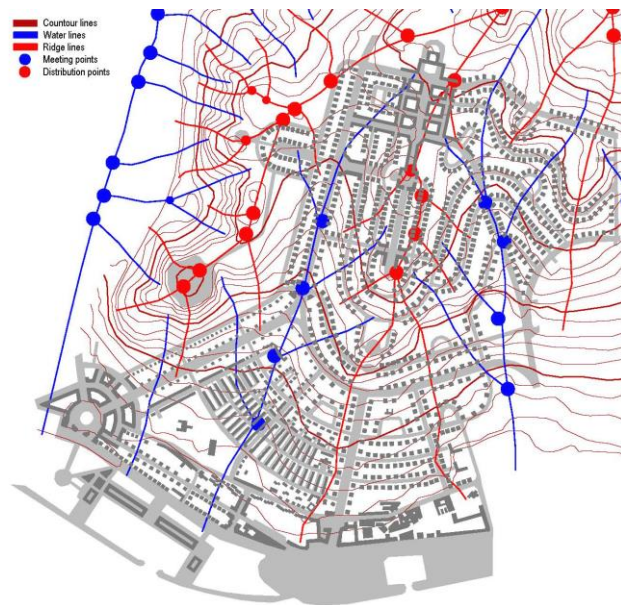 Countour lines
Water lines
Ridge lines
Meeting points
Distribution points